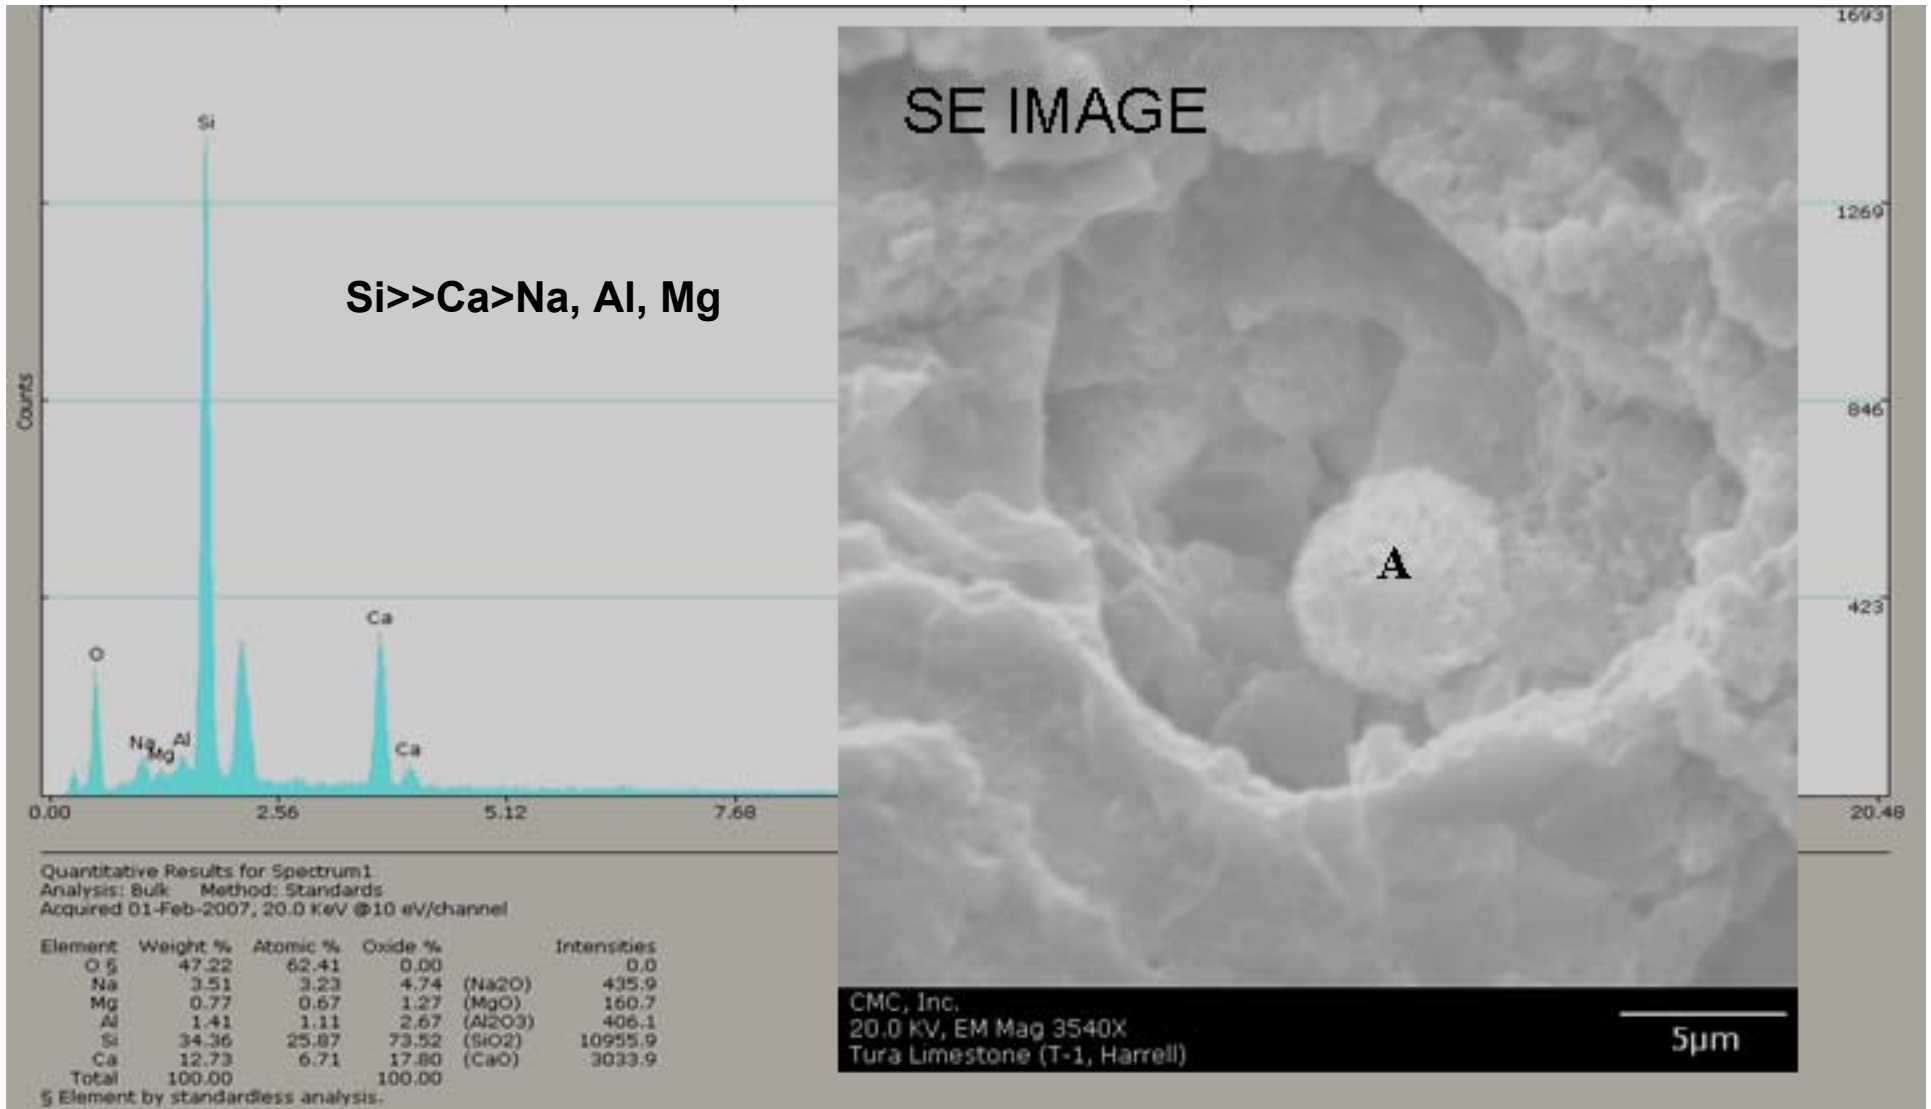 1693
SE IMAGE
Si
1269
Si>>Ca>Na, Al, Mg
846
Counts
A
423
Ca
O
Na
Mg
Al
Ca
0.00 2.56 5.12 7.68 20.48
Quantitative Results for Spectrum1
Analysis: Bulk Method: Standards
Acquired 01-Feb-2007, 20.0 KeV @10 eV/channel
Element Weight % Atomic % Oxide % Intensities
O § 47.22 62.41 0.00 0.0
Na 3.51 3.23 4.74 (Na2O) 435.9
Mg 0.77 0.67 1.27 (MgO) 160.7
Al 1.41 1.11 2.67 (Al2O3) 406.1
Si 34.36 25.87 73.52 (SiO2) 10955.9
Ca 12.73 6.71 17.80 (CaO) 3033.9
Total 100.00 100.00
§ Element by standardless analysis.
CMC, Inc.
20.0 KV, EM Mag 3540X
Tura Limestone (T-1, Harrell)
5µm